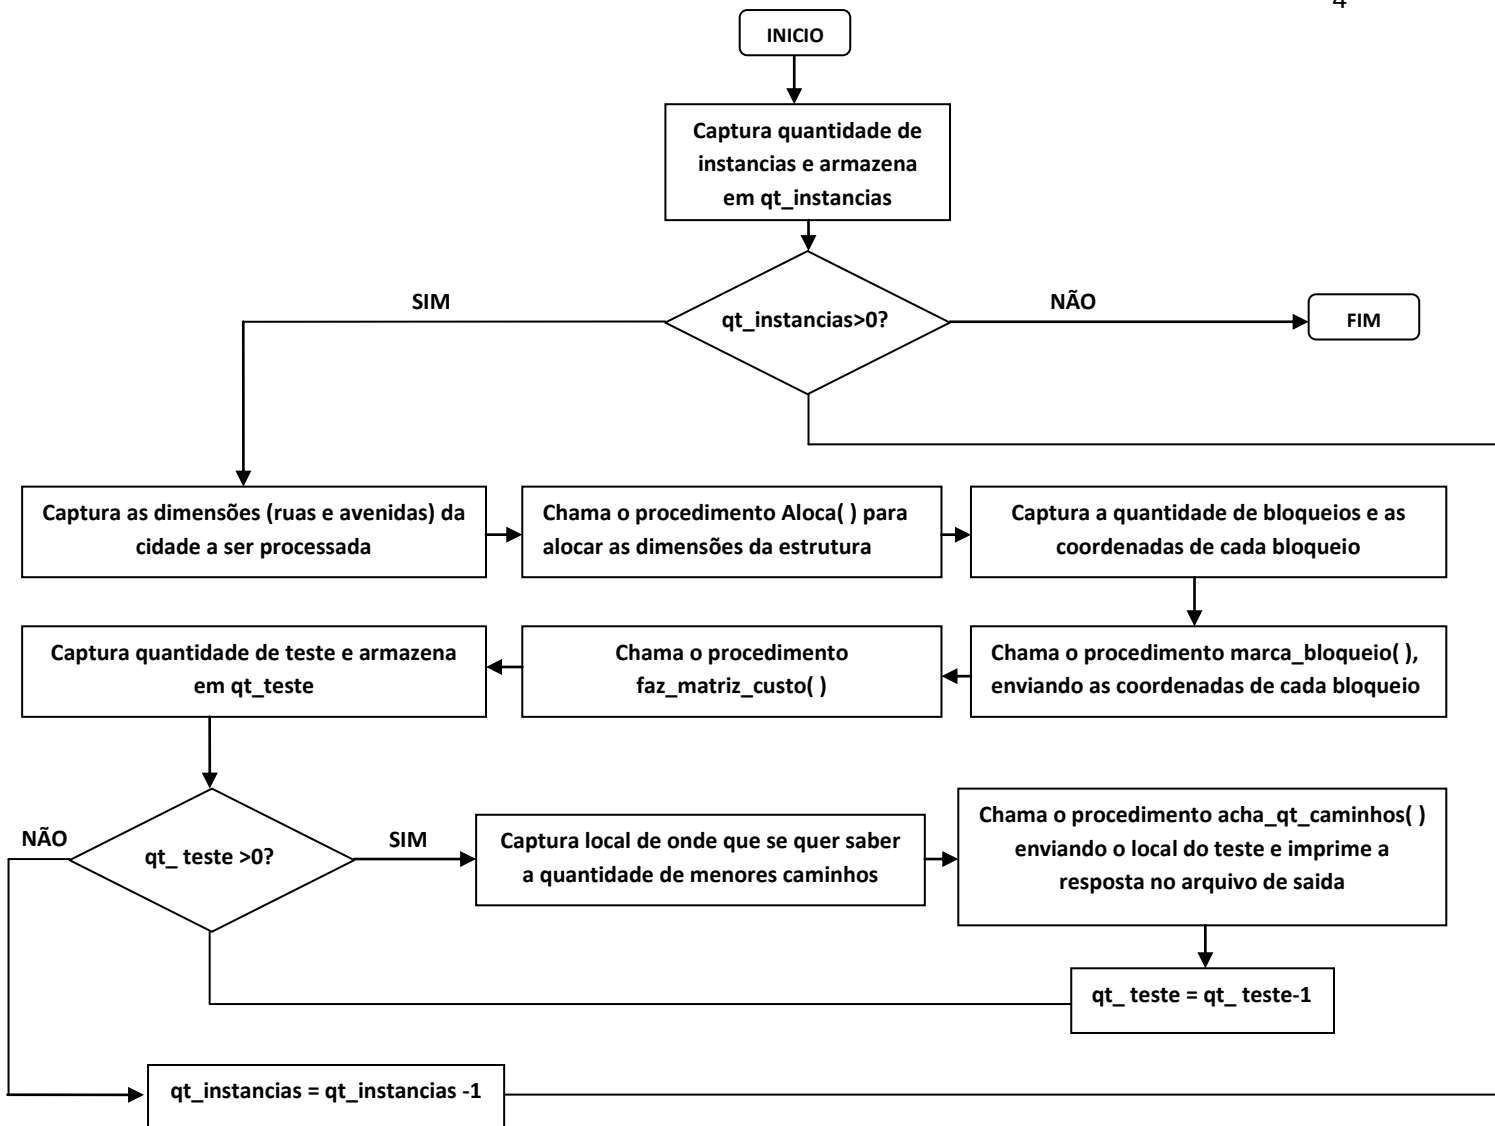 4
INICIO
Captura quantidade de
instancias e armazena
em qt_instancias
SIM
qt_instancias>0?
NÃO
FIM
Captura as dimensões (ruas e avenidas) da
cidade a ser processada
Chama o procedimento Aloca( ) para
alocar as dimensões da estrutura
Captura a quantidade de bloqueios e as
coordenadas de cada bloqueio
Captura quantidade de teste e armazena
em qt_teste
Chama o procedimento
faz_matriz_custo( )
Chama o procedimento marca_bloqueio( ),
enviando as coordenadas de cada bloqueio
NÃO
qt_ teste >0?
SIM
Captura local de onde que se quer saber
a quantidade de menores caminhos
Chama o procedimento acha_qt_caminhos( )
enviando o local do teste e imprime a
resposta no arquivo de saida
qt_ teste = qt_ teste-1
qt_instancias = qt_instancias -1